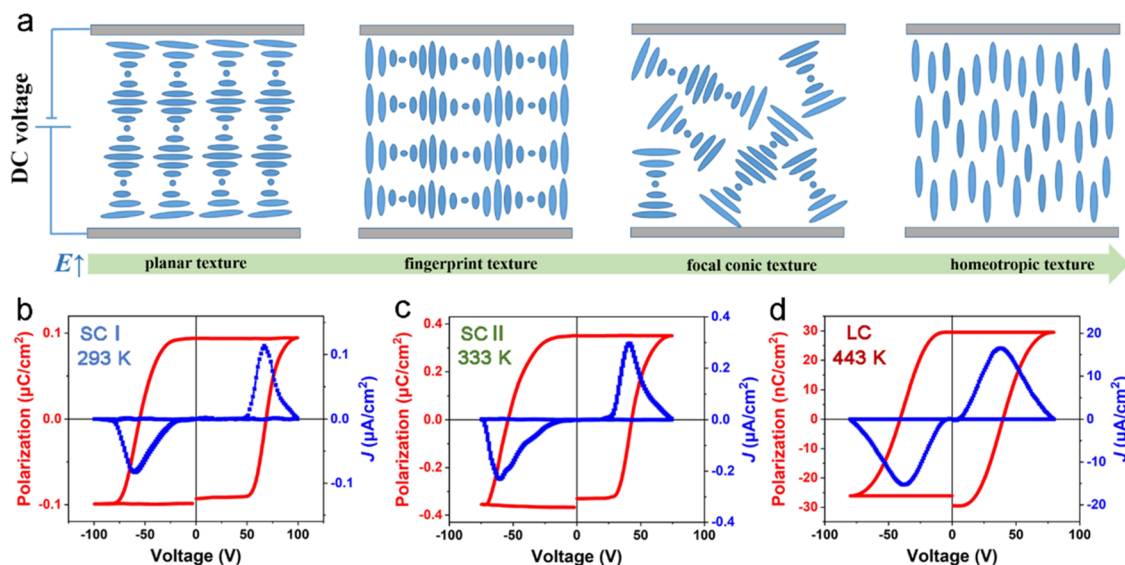 a
DC voltage
E↑
planar texture
fingerprint texture
focal conic texture
homeotropic texture
b
SC I
293 K
Polarization (μC/cm²)
0.1
0.0
-0.1
J (μA/cm²)
0.1
0.0
-0.1
-100 -50 0 50 100
Voltage (V)
c
SC II
333 K
Polarization (μC/cm²)
0.4
0.2
0.0
-0.2
-0.4
J (μA/cm²)
0.4
0.2
0.0
-0.2
-0.4
-100 -50 0 50 100
Voltage (V)
d
LC
443 K
Polarization (nC/cm²)
30
20
10
0
-10
-20
-30
J (μA/cm²)
20
10
0
-10
-20
-100 -50 0 50 100
Voltage (V)